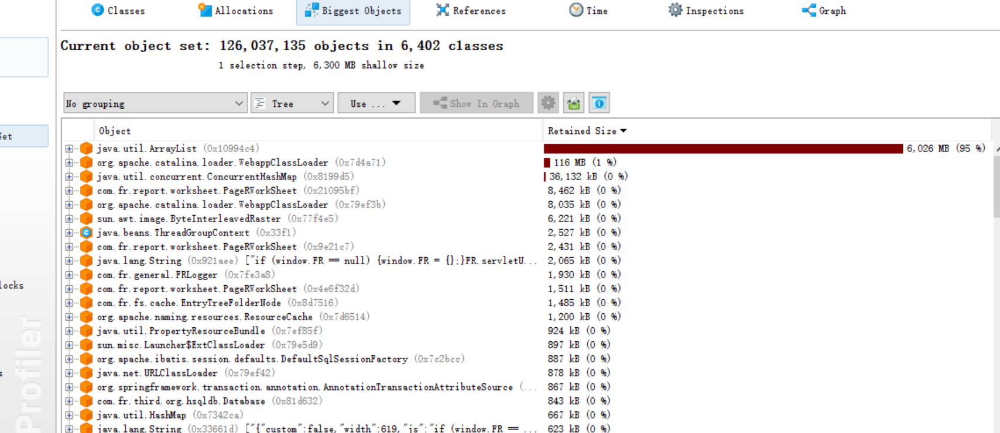 Classes Allocations Biggest Objects References Time Inspections Graph
Current object set: 126,037,135 objects in 6,402 classes
1 selection step, 6,300 MB shallow size
No grouping Tree Use ... Show In Graph
Set
Object Retained Size
java.util.ArrayList (0x10994c4) 6,026 MB (95 %)
org.apache.catalina.loader.WebappClassLoader (0x7d4a71) 116 MB (1 %)
java.util.concurrent.ConcurrentHashMap (0x8199d5) 36,132 kB (0 %)
com.fr.report.worksheet.PageRWorkSheet (0x21095bf) 8,462 kB (0 %)
org.apache.catalina.loader.WebappClassLoader (0x79ef3b) 8,035 kB (0 %)
sun.awt.image.ByteInterleavedRaster (0x77f4e5) 6,221 kB (0 %)
java.beans.ThreadGroupContext (0x33f1) 2,527 kB (0 %)
com.fr.report.worksheet.PageRWorkSheet (0x9e21c7) 2,431 kB (0 %)
java.lang.String (0x921aee) ["if (window.FR == null) {window.FR = {};}FR.servletU... 2,065 kB (0 %)
com.fr.general.FRLogger (0x7fe3a8) 1,930 kB (0 %)
locks
com.fr.report.worksheet.PageRWorkSheet (0x4e6f32d) 1,511 kB (0 %)
com.fr.fs.cache.EntryTreeFolderNode (0x8d7516) 1,485 kB (0 %)
org.apache.naming.resources.ResourceCache (0x7d6514) 1,200 kB (0 %)
java.util.PropertyResourceBundle (0x7ef85f) 924 kB (0 %)
sun.misc.Launcher$ExtClassLoader (0x79e5d9) 897 kB (0 %)
org.apache.ibatis.session.defaults.DefaultSqlSessionFactory (0x7c2bcc) 887 kB (0 %)
s
java.net.URLClassLoader (0x79ef42) 878 kB (0 %)
org.springframework.transaction.annotation.AnnotationTransactionAttributeSource (... 867 kB (0 %)
com.fr.third.org.hsqldb.Database (0x81d632) 843 kB (0 %)
java.util.HashMap (0x7342ca) 667 kB (0 %)
java.lang.String (0x33661d) ["{"custom":false,"width":619,"js":"if (window.FR == ... 623 kB (0 %)
Profiler